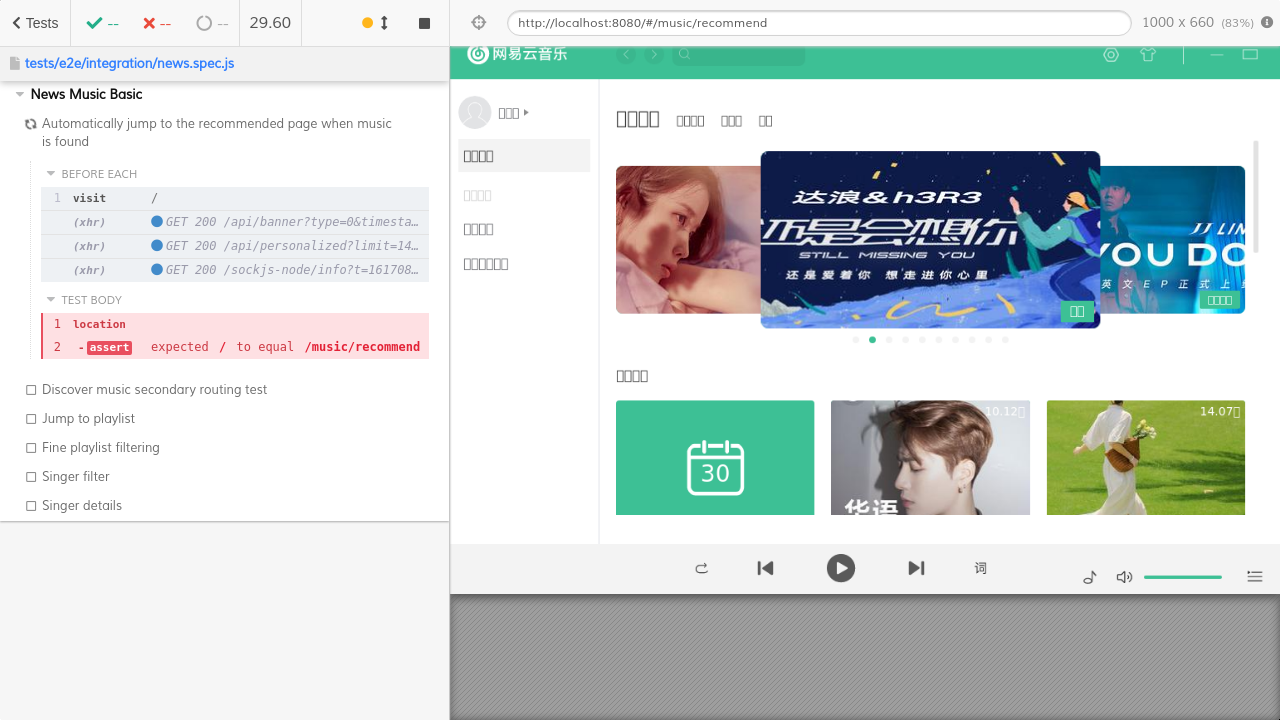 Tests
--
--
--
29.60
http://localhost:8080/#/music/recommend
1000 x 660 (83%)
tests/e2e/integration/news.spec.js
News Music Basic
Automatically jump to the recommended page when music
is found
BEFORE EACH
1 visit /
(xhr) GET 200 /api/banner?type=0&timesta…
(xhr) GET 200 /api/personalized?limit=14…
(xhr) GET 200 /sockjs-node/info?t=161708…
TEST BODY
1 location
2 -assert expected / to equal /music/recommend
Discover music secondary routing test
Jump to playlist
Fine playlist filtering
Singer filter
Singer details
网易云音乐
达浪&h3R3
还是会想你
STILL MISSING YOU
还是爱着你 想走进你心里
JJ LIN
YOU DO
英文EP正式上
30
10.12
华语
14.07
词